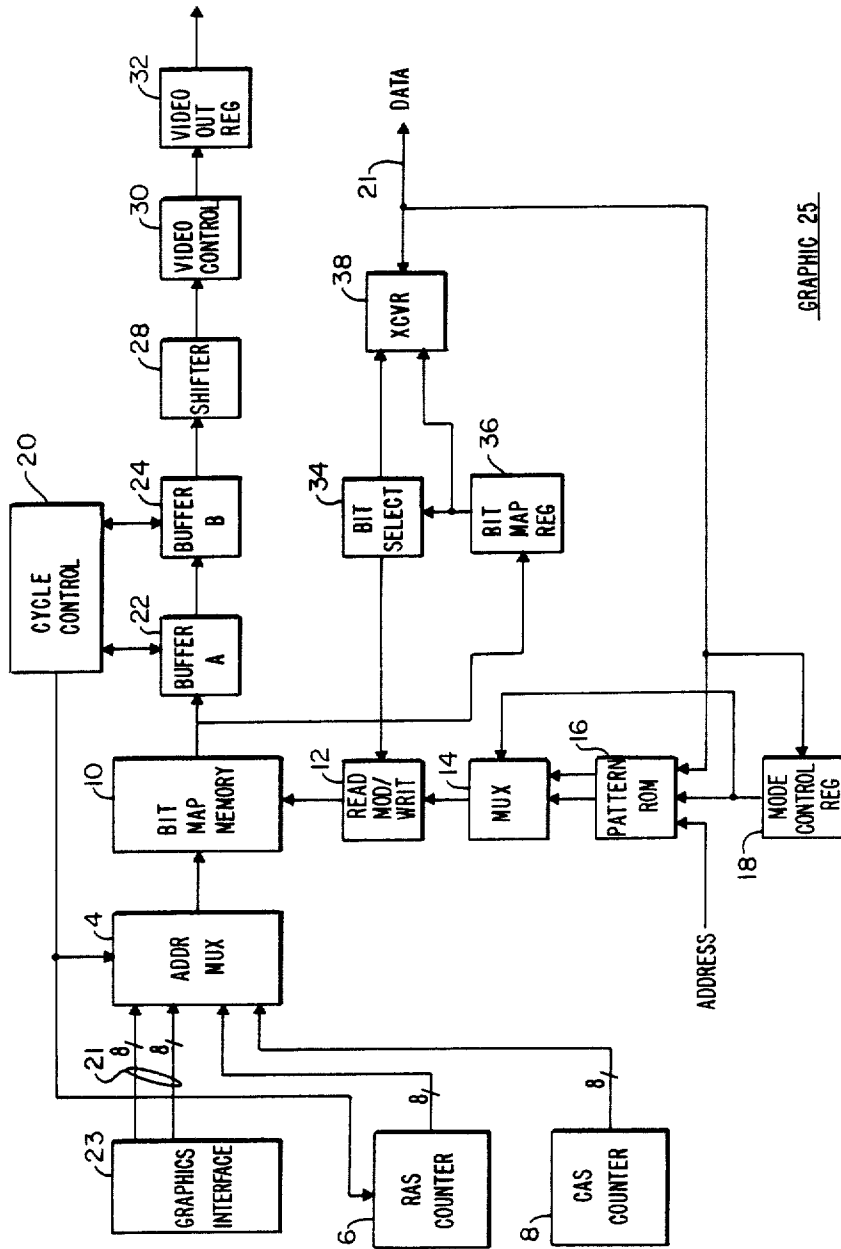 20
CYCLE
CONTROL
23
GRAPHICS
INTERFACE
21
8
8
4
ADDR
MUX
10
BIT
MAP
MEMORY
22
BUFFER
A
24
BUFFER
B
28
SHIFTER
30
VIDEO
CONTROL
32
VIDEO
OUT
REG
6
RAS
COUNTER
8
8
CAS
COUNTER
8
12
READ
MOD/
WRIT
14
MUX
16
PATTERN
ROM
18
MODE
CONTROL
REG
ADDRESS
34
BIT
SELECT
36
BIT
MAP
REG
38
XCVR
21
DATA
GRAPHIC 25